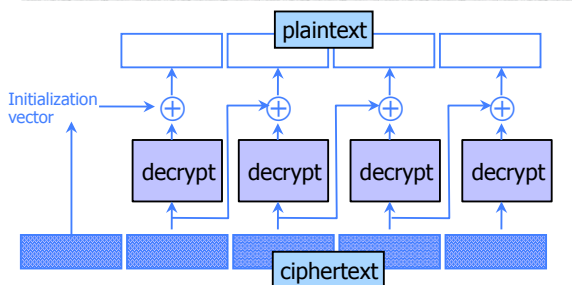 plaintext
Initialization
vector
decrypt
decrypt
decrypt
decrypt
ciphertext